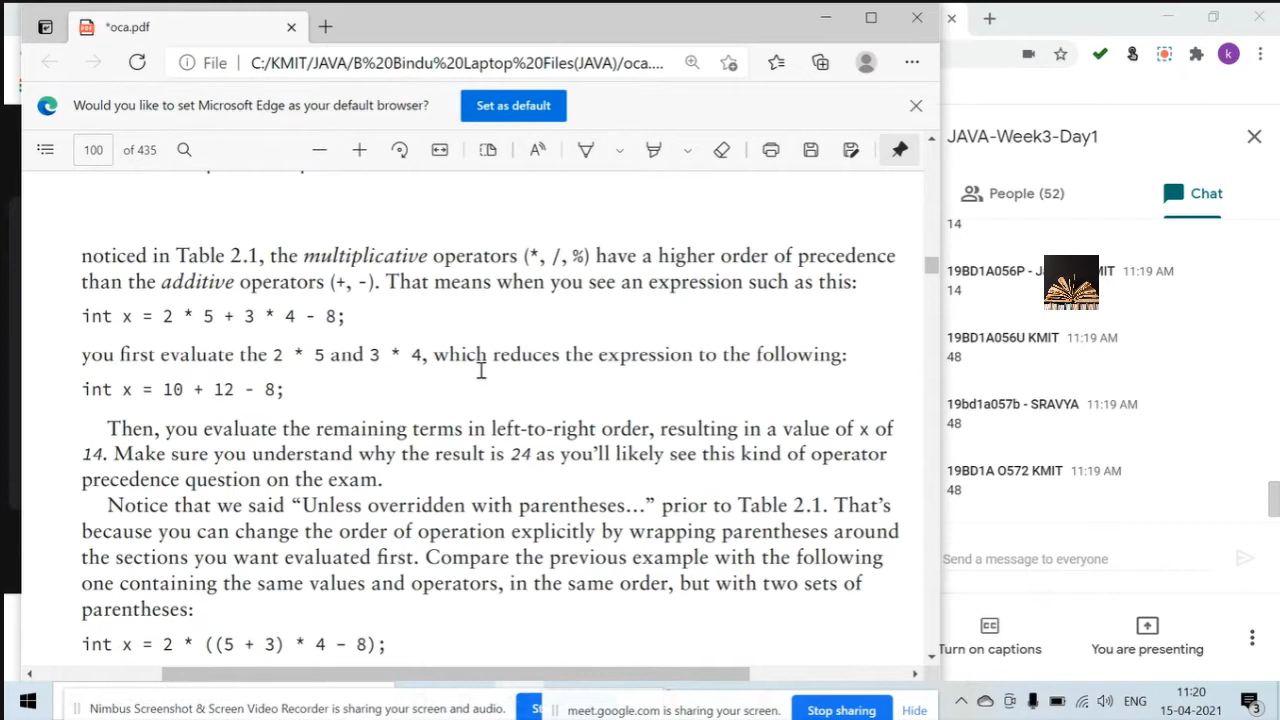 *oca.pdf
File
C:/KMIT/JAVA/B%20Bindu%20Laptop%20Files(JAVA)/oca....
Would you like to set Microsoft Edge as your default browser?
Set as default
100 of 435
noticed in Table 2.1, the multiplicative operators (*, /, %) have a higher order of precedence
than the additive operators (+, -). That means when you see an expression such as this:
int x = 2 * 5 + 3 * 4 - 8;
you first evaluate the 2 * 5 and 3 * 4, which reduces the expression to the following:
int x = 10 + 12 - 8;
Then, you evaluate the remaining terms in left-to-right order, resulting in a value of x of
14. Make sure you understand why the result is 24 as you'll likely see this kind of operator
precedence question on the exam.
Notice that we said “Unless overridden with parentheses...” prior to Table 2.1. That's
because you can change the order of operation explicitly by wrapping parentheses around
the sections you want evaluated first. Compare the previous example with the following
one containing the same values and operators, in the same order, but with two sets of
parentheses:
int x = 2 * ((5 + 3) * 4 - 8);
k
JAVA-Week3-Day1
People (52)
Chat
14
19BD1A056P - MIT 11:19 AM
14
19BD1A056U KMIT 11:19 AM
48
19bd1a057b - SRAVYA 11:19 AM
48
19BD1A O572 KMIT 11:19 AM
48
Send a message to everyone
Turn on captions
You are presenting
Nimbus Screenshot & Screen Video Recorder is sharing your screen and audio.
St
meet.google.com is sharing your screen.
Stop sharing
Hide
ENG
11:20
15-04-2021
3